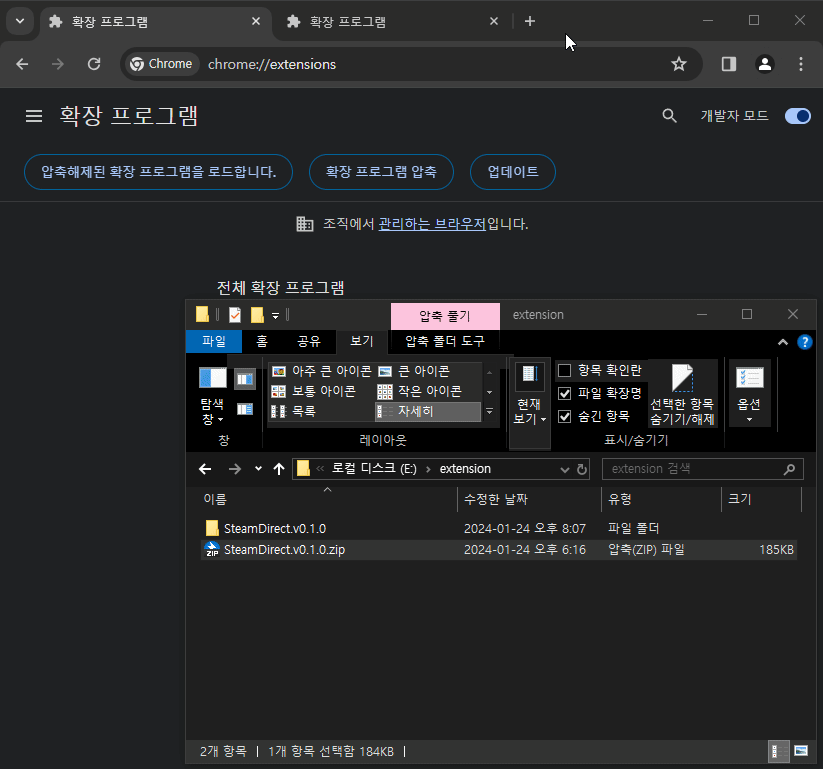 확장 프로그램
확장 프로그램
Chrome
chrome://extensions
확장 프로그램
개발자 모드
압축해제된 확장 프로그램을 로드합니다.
확장 프로그램 압축
업데이트
조직에서 관리하는 브라우저입니다.
전체 확장 프로그램
압축 풀기
extension
파일
홈
공유
보기
압축 폴더 도구
탐색
창
아주 큰 아이콘
큰 아이콘
보통 아이콘
작은 아이콘
목록
자세히
현재
보기
항목 확인란
파일 확장명
숨긴 항목
선택한 항목
숨기기/해제
옵션
창
레이아웃
표시/숨기기
로컬 디스크 (E:)
extension
extension 검색
이름
수정한 날짜
유형
크기
SteamDirect.v0.1.0
2024-01-24 오후 8:07
파일 폴더
ZIP
SteamDirect.v0.1.0.zip
2024-01-24 오후 6:16
압축(ZIP) 파일
185KB
2개 항목
1개 항목 선택함 184KB